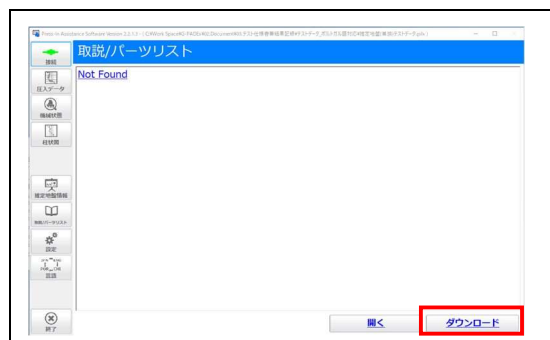 取説/パーツリスト
接続
Not Found
圧入データ
機械状態
柱状図
推定地盤情報
取説/パーツリスト
設定
言語
終了
開く
ダウンロード